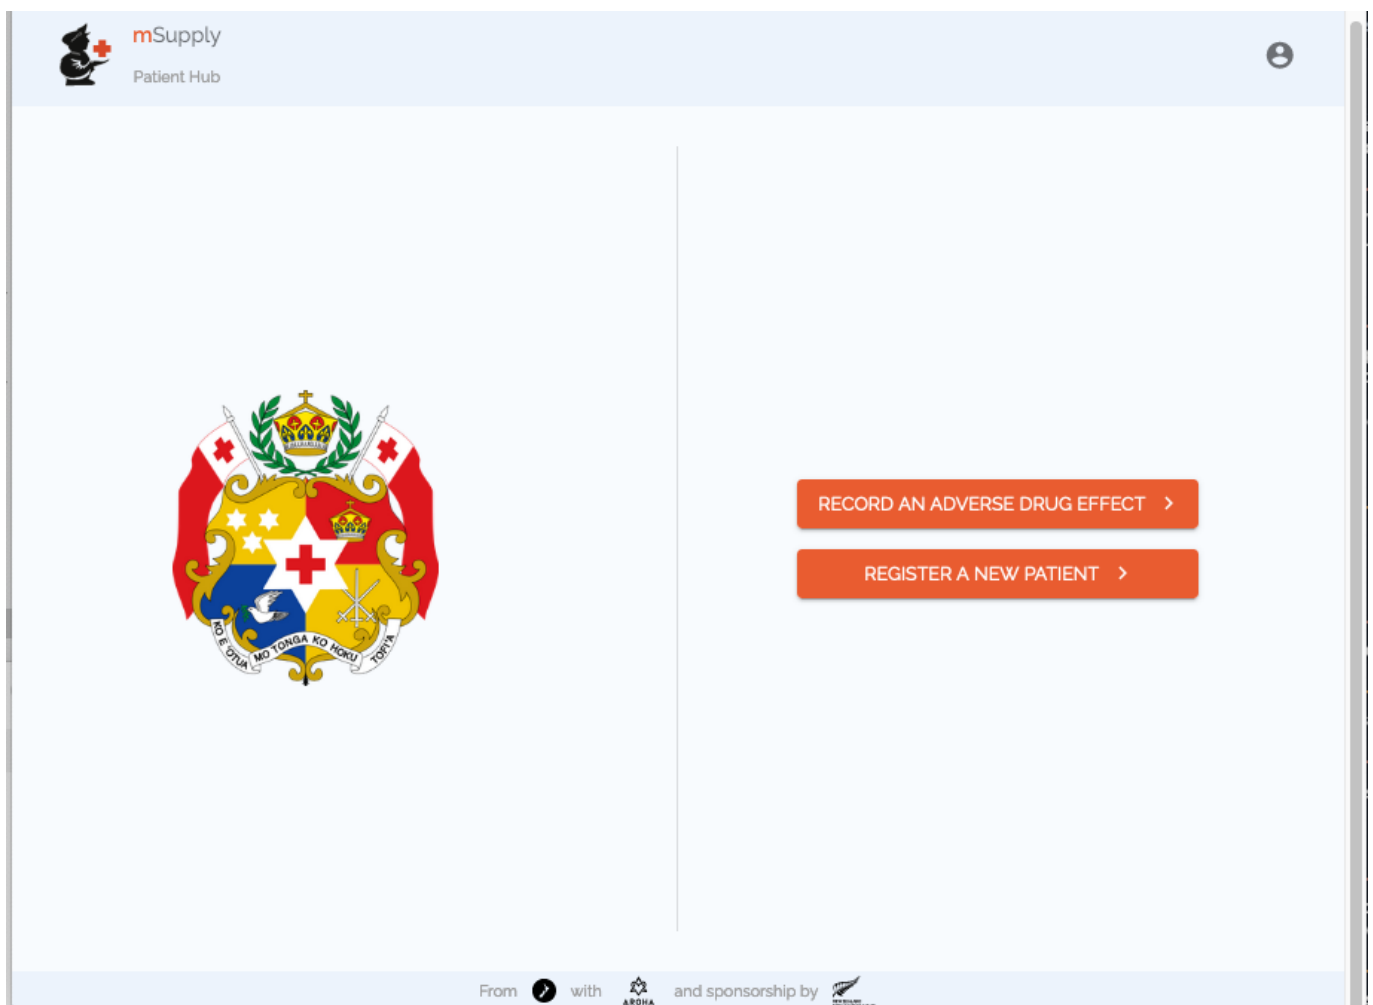 mSupply
Patient Hub
KO E 'OTUA MO TONGA KO HOKU TOFI'A
RECORD AN ADVERSE DRUG EFFECT
REGISTER A NEW PATIENT
From with AROHA and sponsorship by